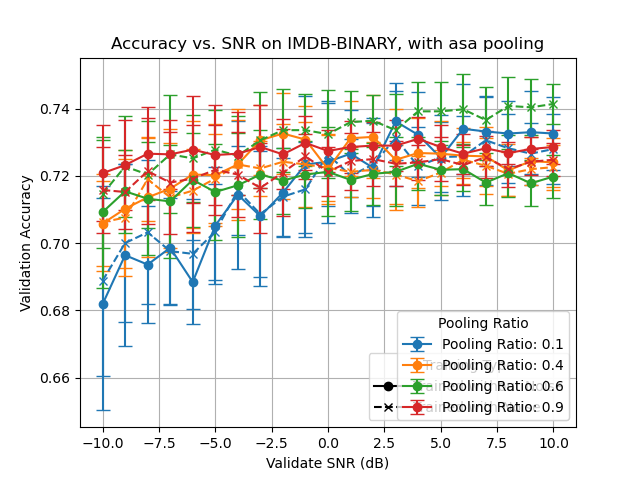 Accuracy vs. SNR on IMDB-BINARY, with asa pooling
Validation Accuracy
0.74
0.72
0.70
0.68
0.66
−10.0 −7.5 −5.0 −2.5 0.0 2.5 5.0 7.5 10.0
Validate SNR (dB)
Pooling Ratio
Pooling Ratio: 0.1
Pooling Ratio: 0.4
Pooling Ratio: 0.6
Pooling Ratio: 0.9